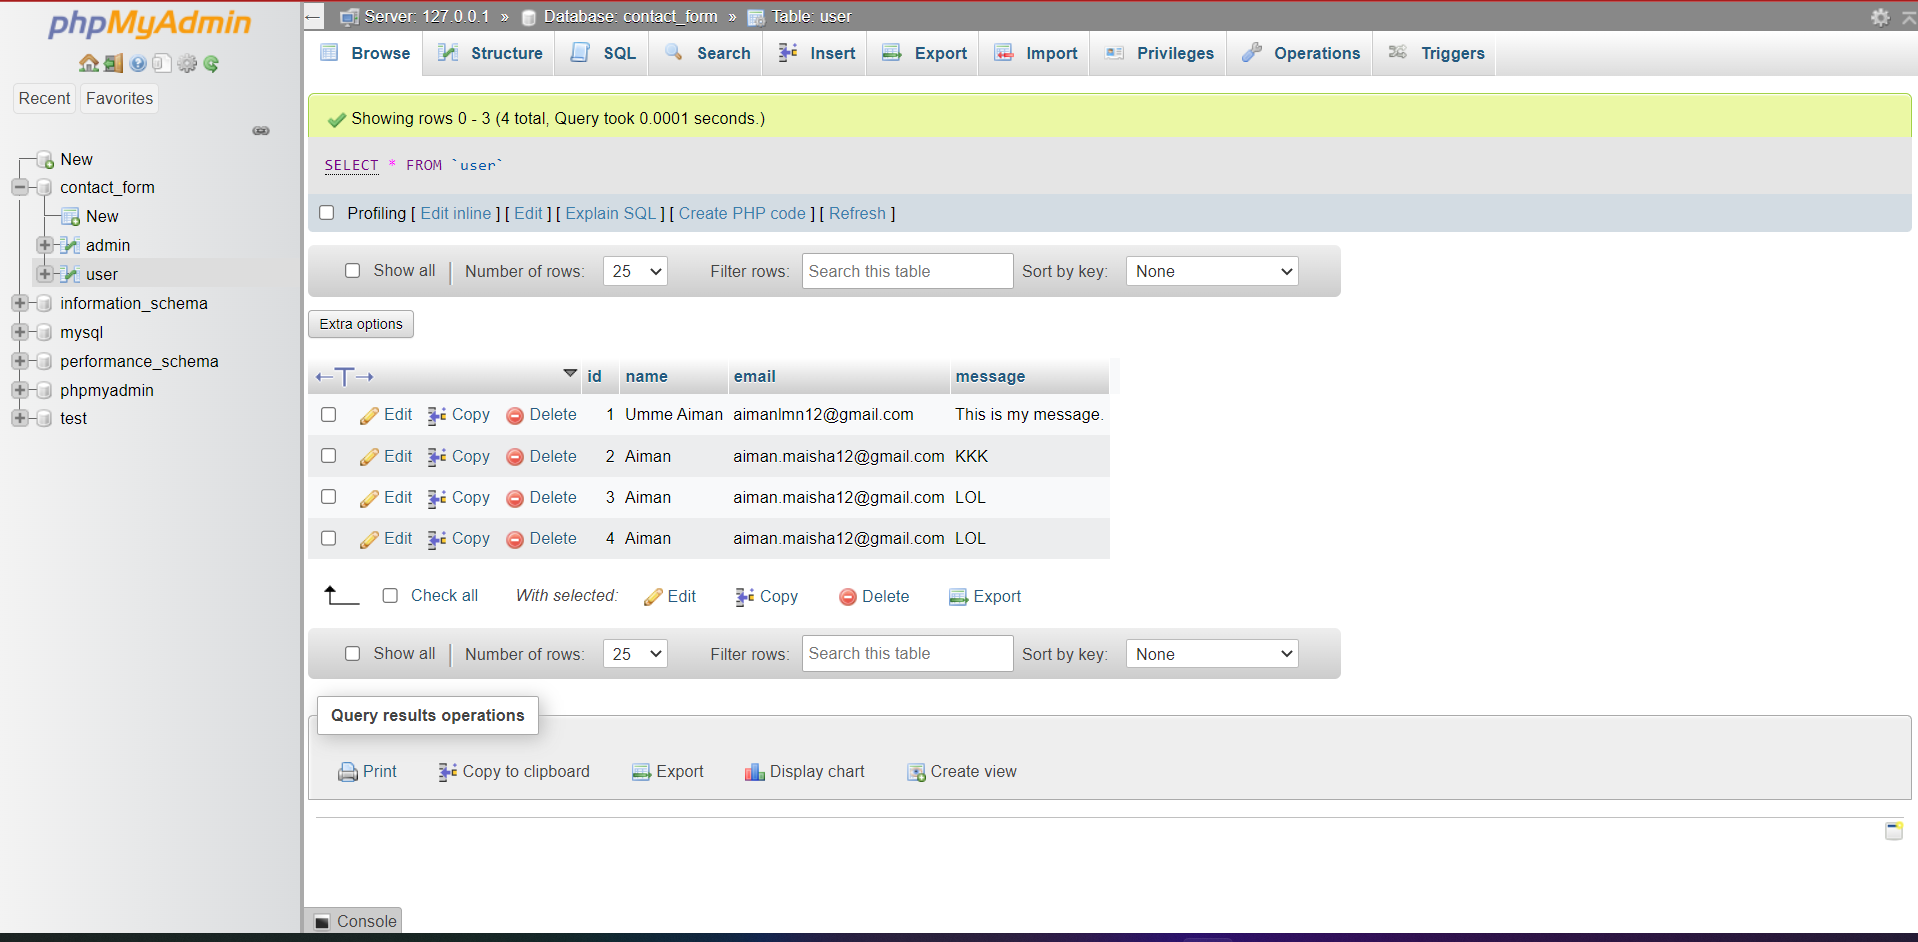 phpMyAdmin
Recent Favorites
New
contact_form
New
admin
user
information_schema
mysql
performance_schema
phpmyadmin
test
Server: 127.0.0.1 » Database: contact_form » Table: user
Browse Structure SQL Search Insert Export Import Privileges Operations Triggers
Showing rows 0 - 3 (4 total, Query took 0.0001 seconds.)
SELECT * FROM `user`
Profiling [ Edit inline ] [ Edit ] [ Explain SQL ] [ Create PHP code ] [ Refresh ]
Show all Number of rows: 25 Filter rows: Search this table Sort by key: None
Extra options
id name email message
Edit Copy Delete 1 Umme Aiman aimanlmn12@gmail.com This is my message.
Edit Copy Delete 2 Aiman aiman.maisha12@gmail.com KKK
Edit Copy Delete 3 Aiman aiman.maisha12@gmail.com LOL
Edit Copy Delete 4 Aiman aiman.maisha12@gmail.com LOL
Check all With selected: Edit Copy Delete Export
Show all Number of rows: 25 Filter rows: Search this table Sort by key: None
Query results operations
Print Copy to clipboard Export Display chart Create view
Console